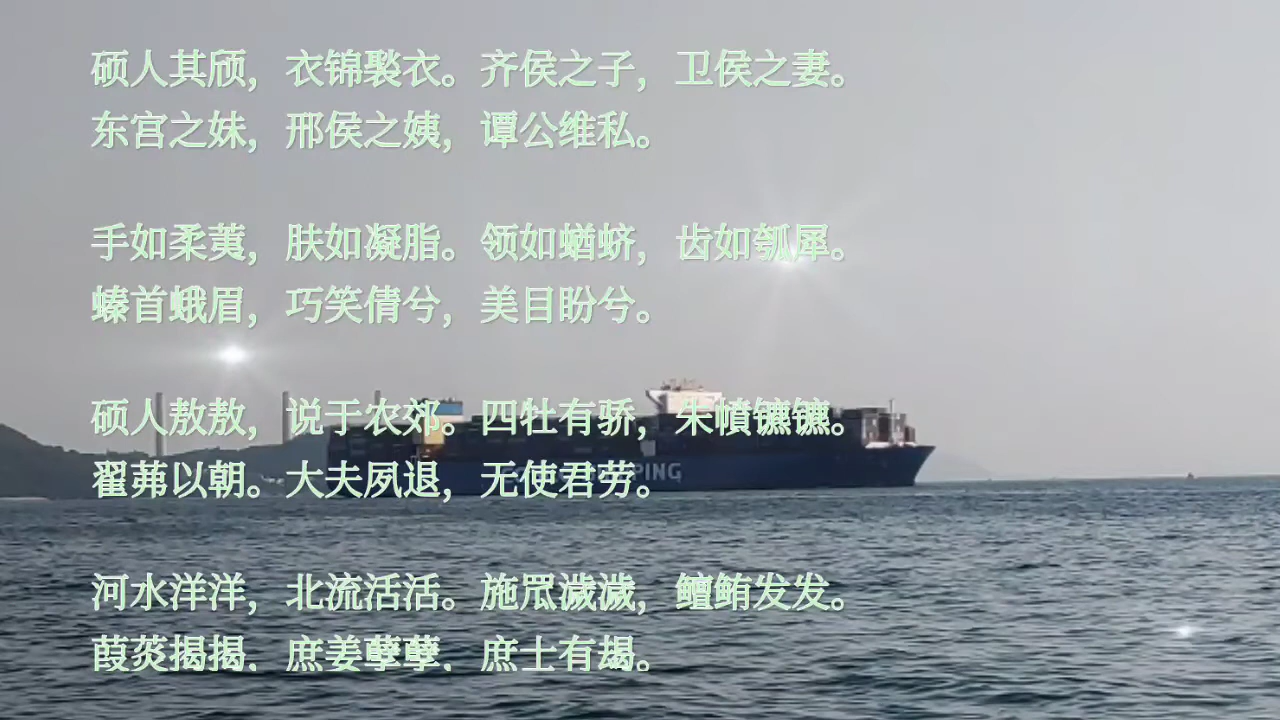 硕人其颀，衣锦褧衣。齐侯之子，卫侯之妻。
东宫之妹，邢侯之姨，谭公维私。
手如柔荑，肤如凝脂。领如蝤蛴，齿如瓠犀。
螓首蛾眉，巧笑倩兮，美目盼兮。
硕人敖敖，说于农郊。四牡有骄，朱幩镳镳。
翟茀以朝。大夫夙退，无使君劳。
PING
河水洋洋，北流活活。施罛濊濊，鳣鲔发发。
葭菼揭揭，庶姜孽孽，庶士有朅。